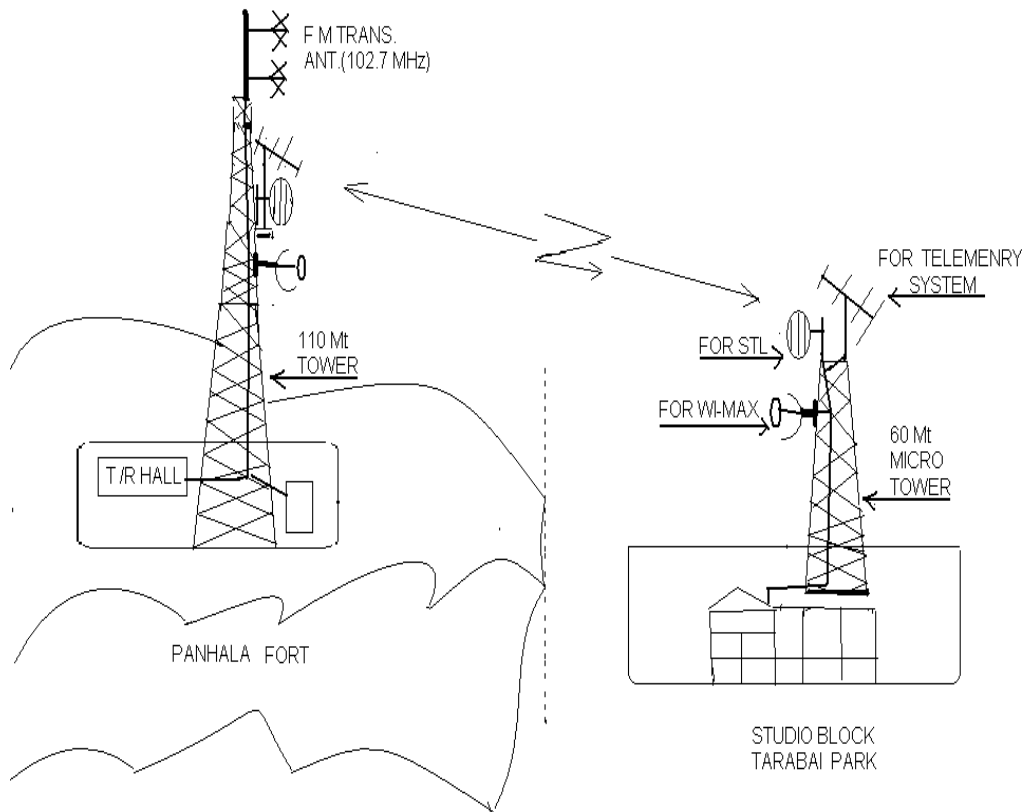 F M TRANS.
ANT.(102.7 MHz)
FOR TELEMENRY
SYSTEM
110 Mt
TOWER
FOR STL
FOR WI-MAX
60 Mt
MICRO
TOWER
T /R HALL
PANHALA FORT
STUDIO BLOCK
TARABAI PARK